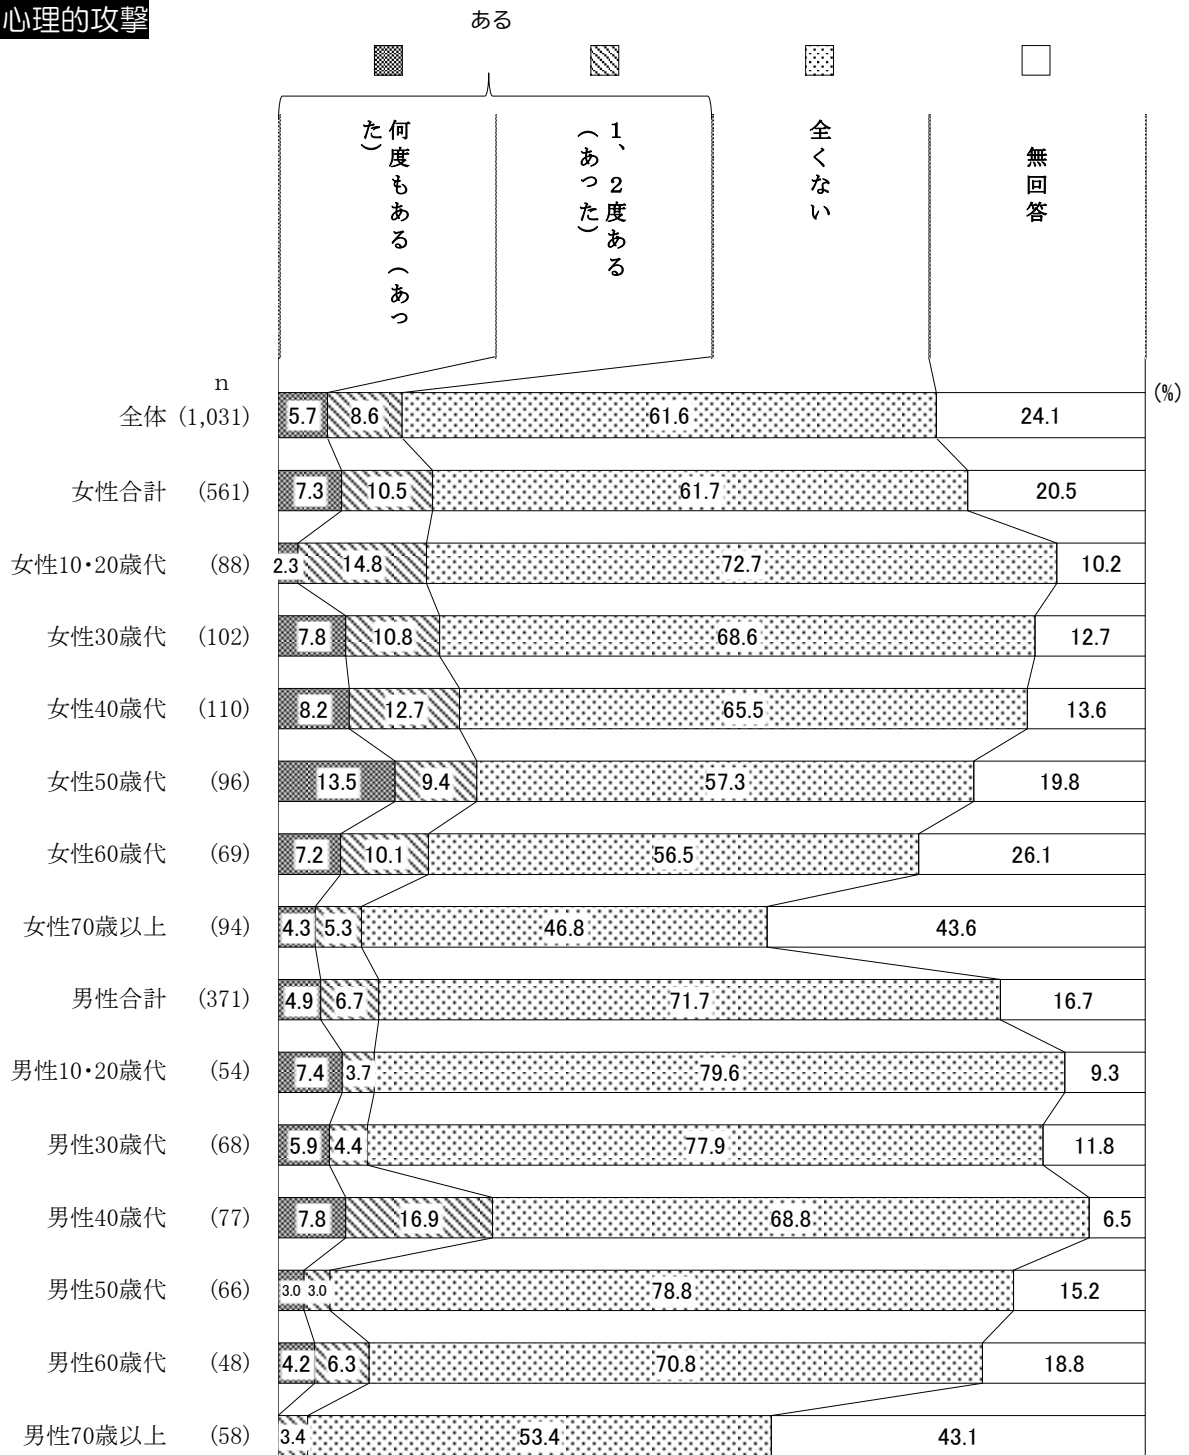 心理的攻撃
ある
何度もある（あっ
た）
１、２度ある
（あった）
全くない
無回答
n
(%)
全体 (1,031) 5.7 8.6 61.6 24.1
女性合計 (561) 7.3 10.5 61.7 20.5
女性10・20歳代 (88) 2.3 14.8 72.7 10.2
女性30歳代 (102) 7.8 10.8 68.6 12.7
女性40歳代 (110) 8.2 12.7 65.5 13.6
女性50歳代 (96) 13.5 9.4 57.3 19.8
女性60歳代 (69) 7.2 10.1 56.5 26.1
女性70歳以上 (94) 4.3 5.3 46.8 43.6
男性合計 (371) 4.9 6.7 71.7 16.7
男性10・20歳代 (54) 7.4 3.7 79.6 9.3
男性30歳代 (68) 5.9 4.4 77.9 11.8
男性40歳代 (77) 7.8 16.9 68.8 6.5
男性50歳代 (66) 3.0 3.0 78.8 15.2
男性60歳代 (48) 4.2 6.3 70.8 18.8
男性70歳以上 (58) 3.4 53.4 43.1